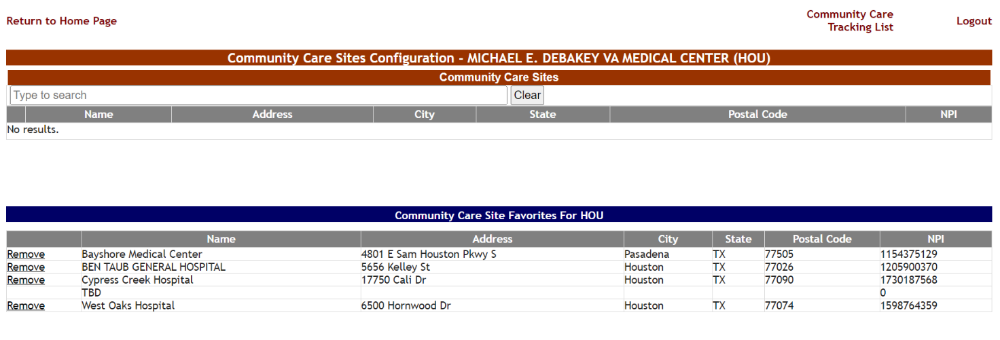 Return to Home Page
Community Care
Tracking List
Logout
Community Care Sites Configuration - MICHAEL E. DEBAKEY VA MEDICAL CENTER (HOU)
Community Care Sites
Type to search Clear
Name Address City State Postal Code NPI
No results.
Community Care Site Favorites For HOU
Name Address City State Postal Code NPI
Remove Bayshore Medical Center 4801 E Sam Houston Pkwy S Pasadena TX 77505 1154375129
Remove BEN TAUB GENERAL HOSPITAL 5656 Kelley St Houston TX 77026 1205900370
Remove Cypress Creek Hospital 17750 Cali Dr Houston TX 77090 1730187568
TBD 0
Remove West Oaks Hospital 6500 Hornwood Dr Houston TX 77074 1598764359